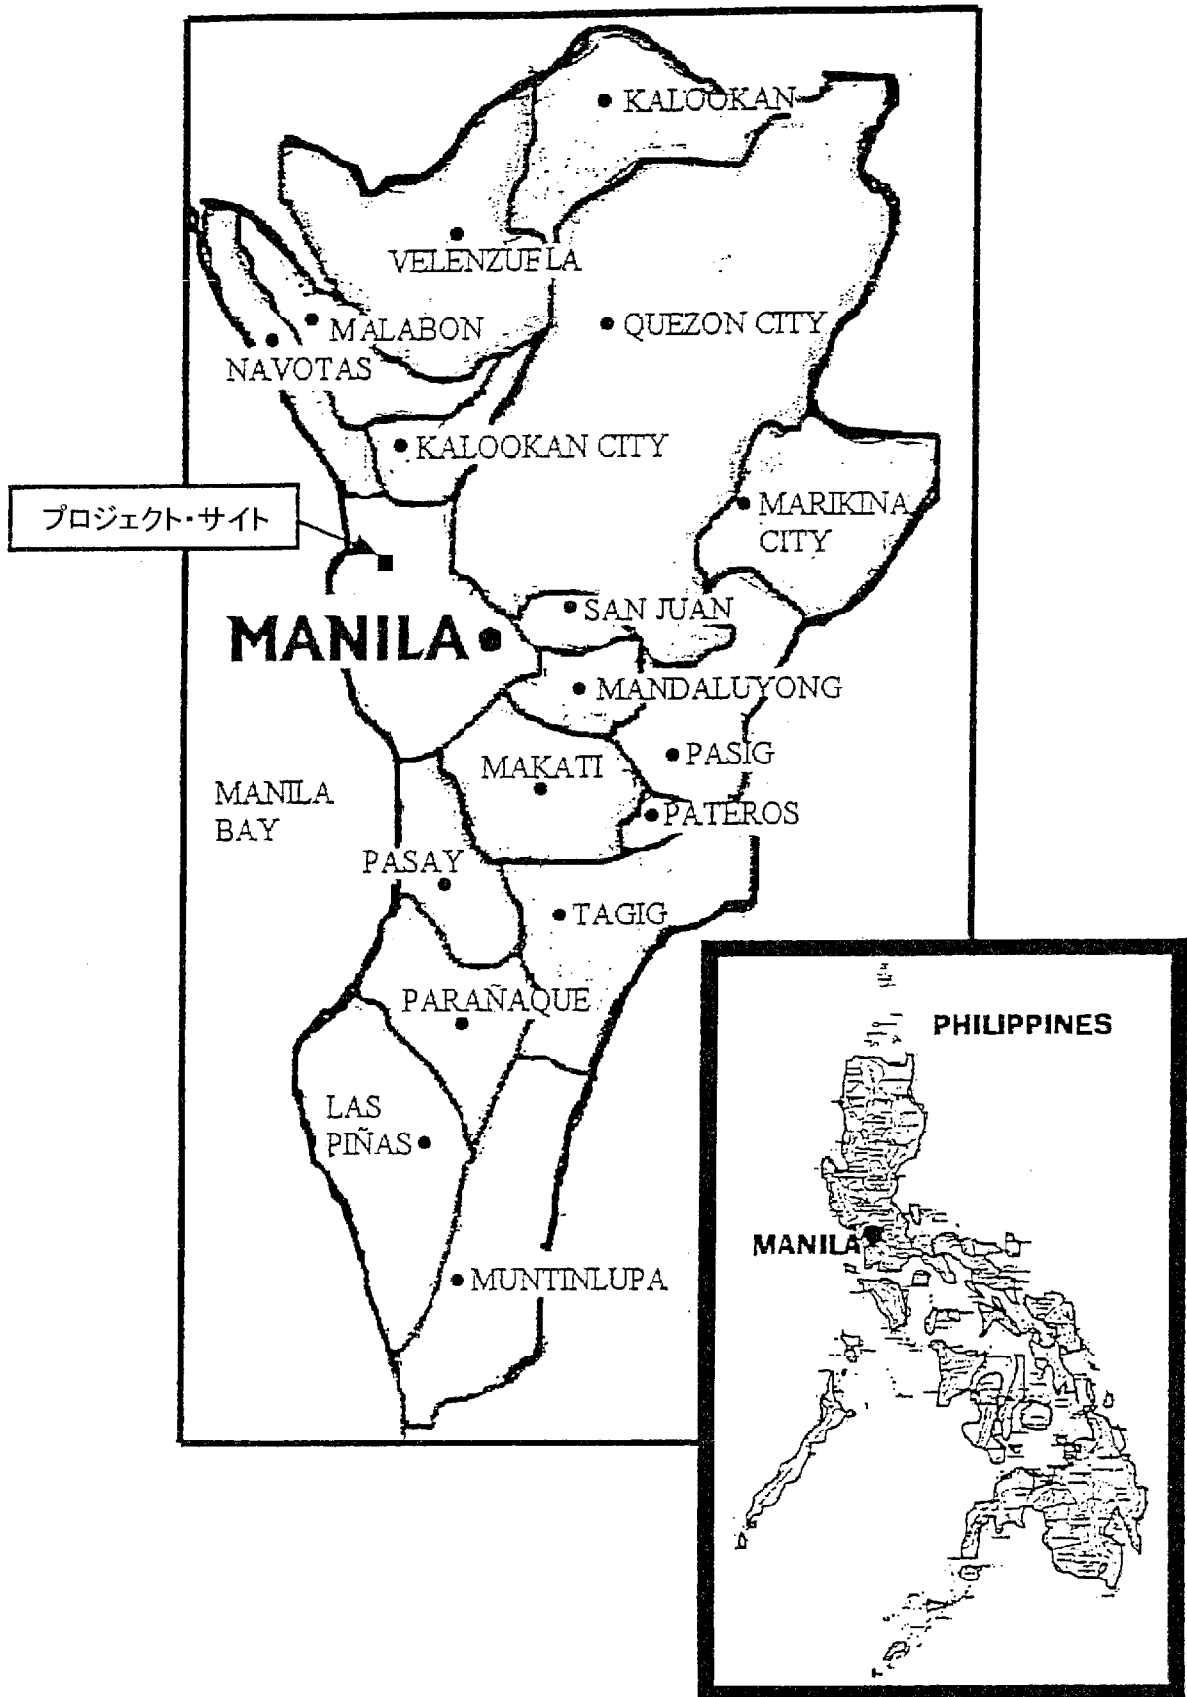 KALOOKAN
VELENZUELA
MALABON
QUEZON CITY
NAVOTAS
KALOOKAN CITY
プロジェクト・サイト
MARIKINA
CITY
SAN JUAN
MANILA
MANDALUYONG
PASIG
MAKATI
MANILA
BAY
PATEROS
PASAY
TAGIG
PARAÑAQUE
LAS
PIÑAS
MUNTINLUPA
PHILIPPINES
MANILA